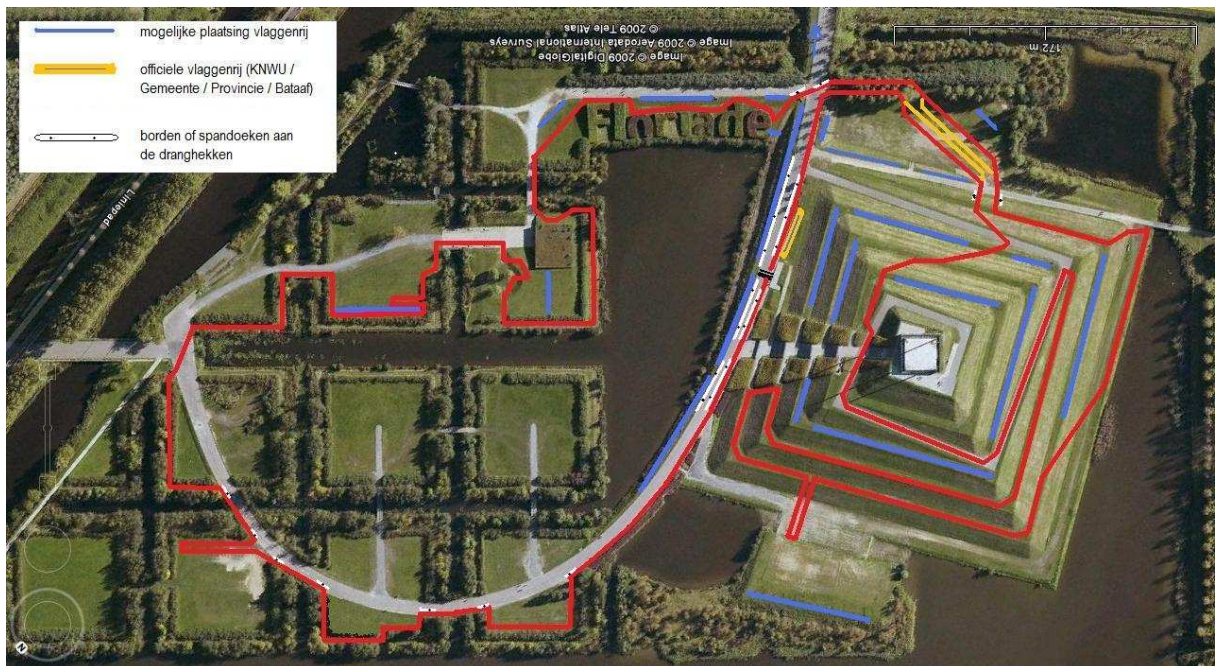 mogelijke plaatsing vlaggenrij
officiele vlaggenrij (KNWU /
Gemeente / Provincie / Bataaf)
borden of spandoeken aan
de dranghekken
© 2009 Tele Atlas
Image © 2009 Aerodata International Surveys
Image © 2009 DigitalGlobe
172 m
Floriade
Liniepad
N